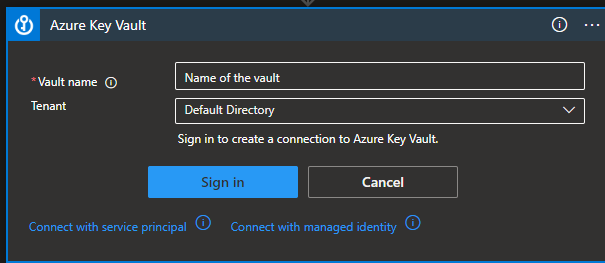 Azure Key Vault
*Vault name
Name of the vault
Tenant
Default Directory
Sign in to create a connection to Azure Key Vault.
Sign in
Cancel
Connect with service principal
Connect with managed identity